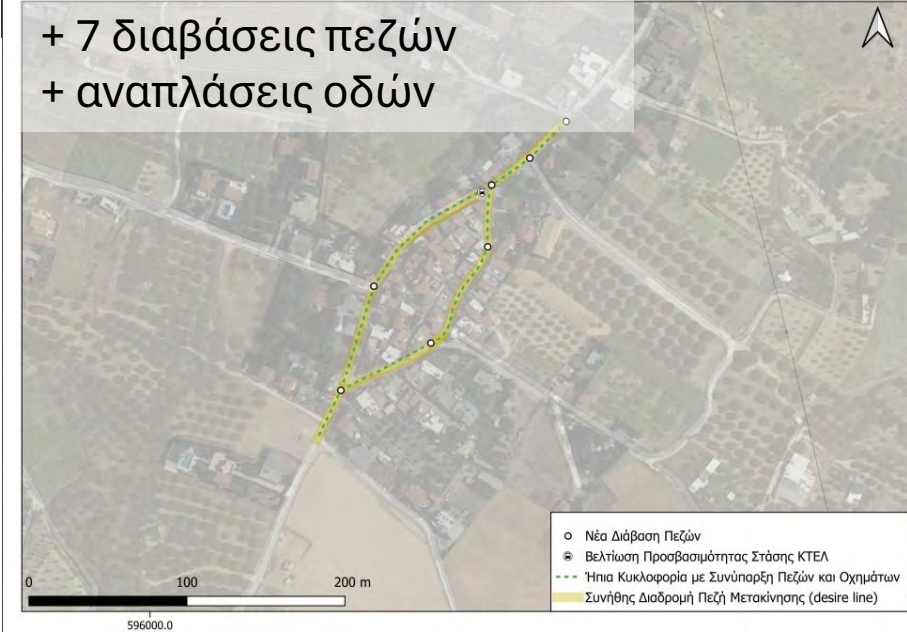 + 7 διαβάσεις πεζών
+ αναπλάσεις οδών
Νέα Διάβαση Πεζών
Βελτίωση Προσβασιμότητας Στάσης ΚΤΕΛ
Ήπια Κυκλοφορία με Συνύπαρξη Πεζών και Οχημάτων
Συνήθης Διαδρομή Πεζή Μετακίνησης (desire line)
0 100 200 m
596000.0